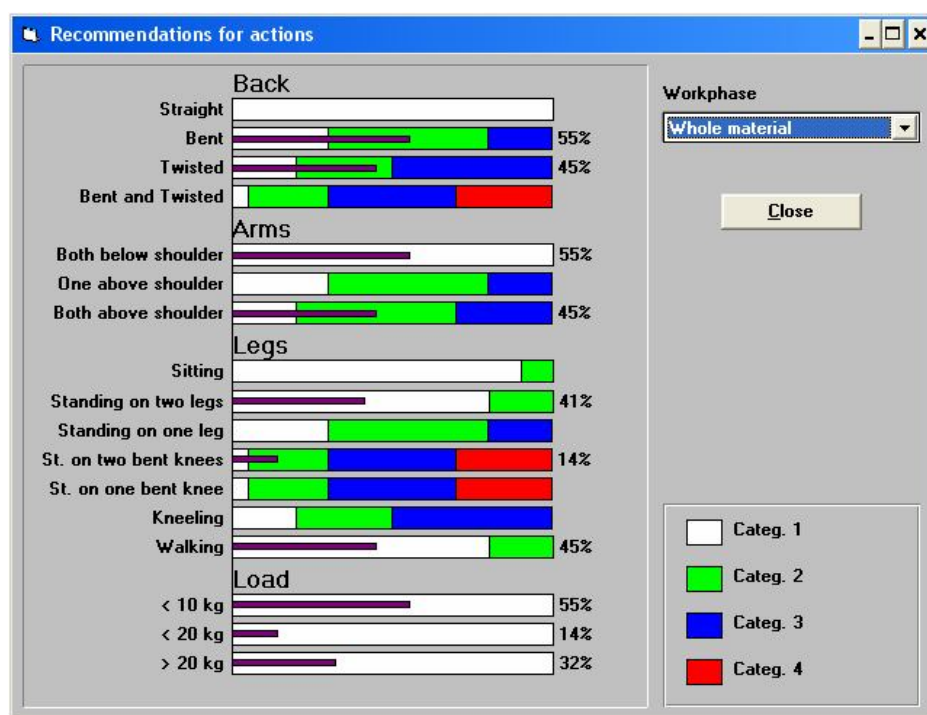 Recommendations for actions
Back
Straight
Bent 55%
Twisted 45%
Bent and Twisted
Arms
Both below shoulder 55%
One above shoulder
Both above shoulder 45%
Legs
Sitting
Standing on two legs 41%
Standing on one leg
St. on two bent knees 14%
St. on one bent knee
Kneeling
Walking 45%
Load
< 10 kg 55%
< 20 kg 14%
> 20 kg 32%
Workphase
Whole material
Close
Categ. 1
Categ. 2
Categ. 3
Categ. 4